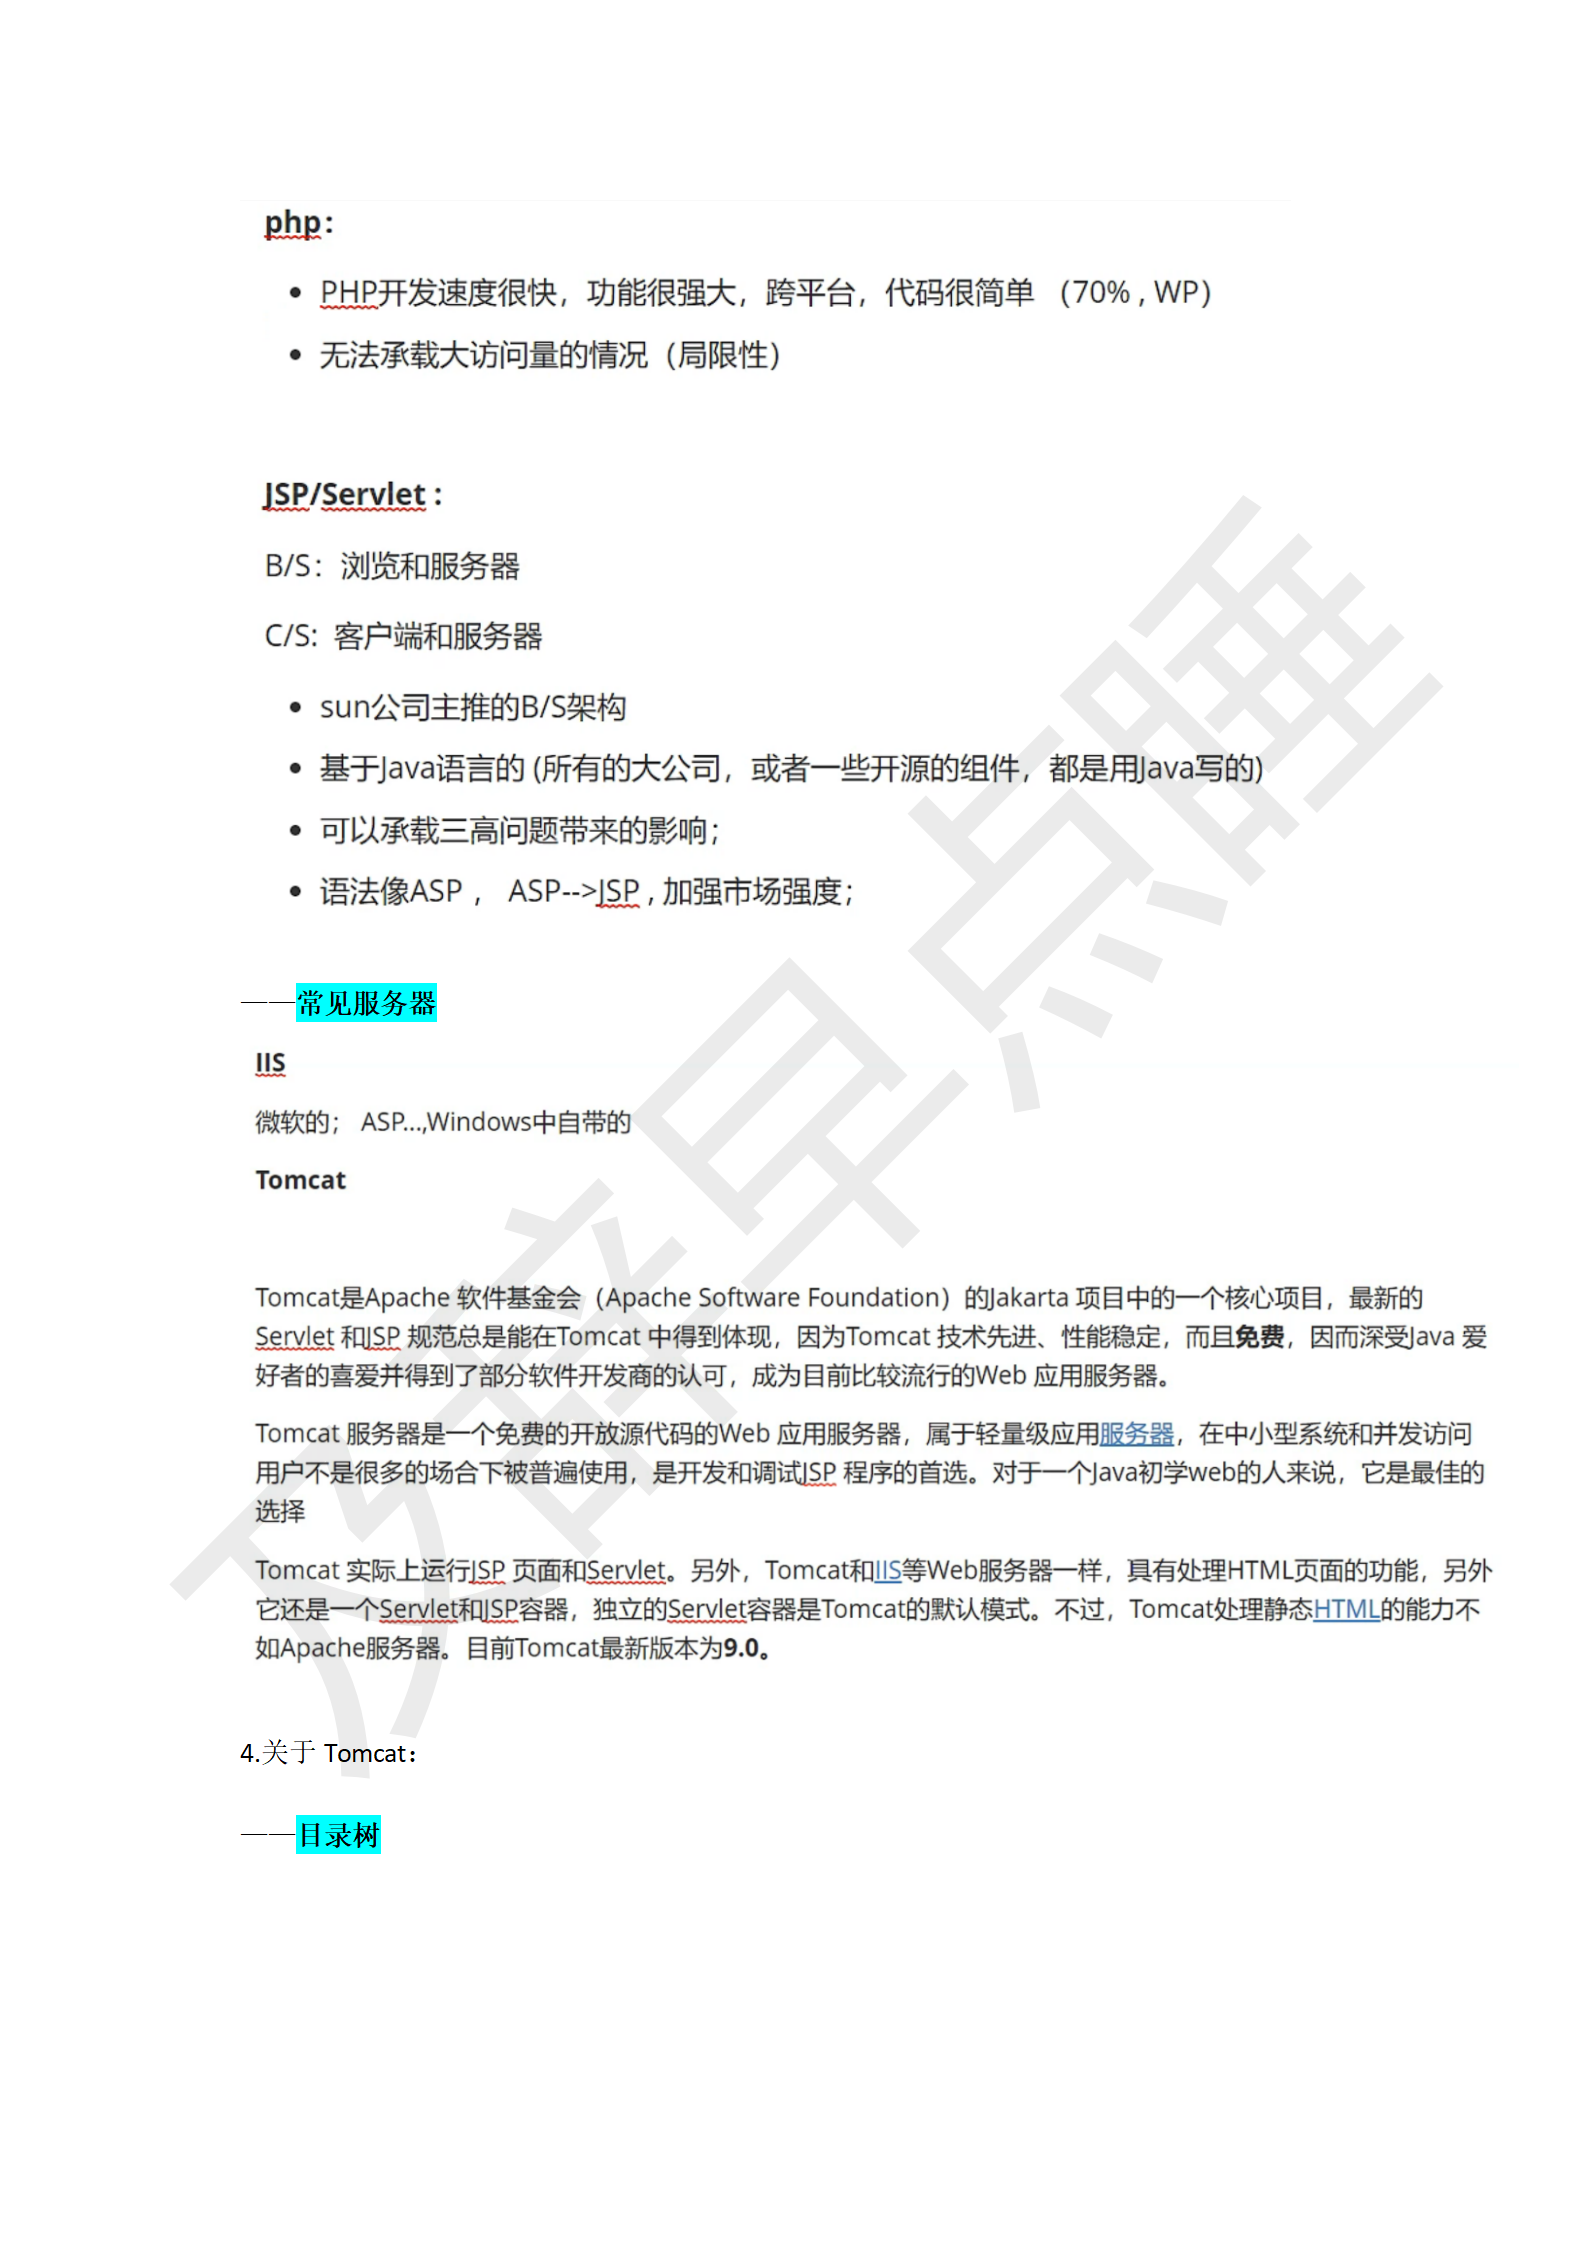 php：
• PHP开发速度很快，功能很强大，跨平台，代码很简单 （70% , WP）
• 无法承载大访问量的情况（局限性）
JSP/Servlet :
B/S：浏览和服务器
C/S: 客户端和服务器
• sun公司主推的B/S架构
• 基于Java语言的 (所有的大公司，或者一些开源的组件，都是用Java写的)
• 可以承载三高问题带来的影响；
• 语法像ASP ， ASP-->JSP , 加强市场强度；
——常见服务器
IIS
微软的； ASP...,Windows中自带的
Tomcat
Tomcat是Apache 软件基金会（Apache Software Foundation）的Jakarta 项目中的一个核心项目，最新的
Servlet 和JSP 规范总是能在Tomcat 中得到体现，因为Tomcat 技术先进、性能稳定，而且免费，因而深受Java 爱
好者的喜爱并得到了部分软件开发商的认可，成为目前比较流行的Web 应用服务器。
Tomcat 服务器是一个免费的开放源代码的Web 应用服务器，属于轻量级应用服务器，在中小型系统和并发访问
用户不是很多的场合下被普遍使用，是开发和调试JSP 程序的首选。对于一个Java初学web的人来说，它是最佳的
选择
Tomcat 实际上运行JSP 页面和Servlet。另外，Tomcat和IIS等Web服务器一样，具有处理HTML页面的功能，另外
它还是一个Servlet和JSP容器，独立的Servlet容器是Tomcat的默认模式。不过，Tomcat处理静态HTML的能力不
如Apache服务器。目前Tomcat最新版本为9.0。
4.关于 Tomcat：
——目录树
及辞早点睡